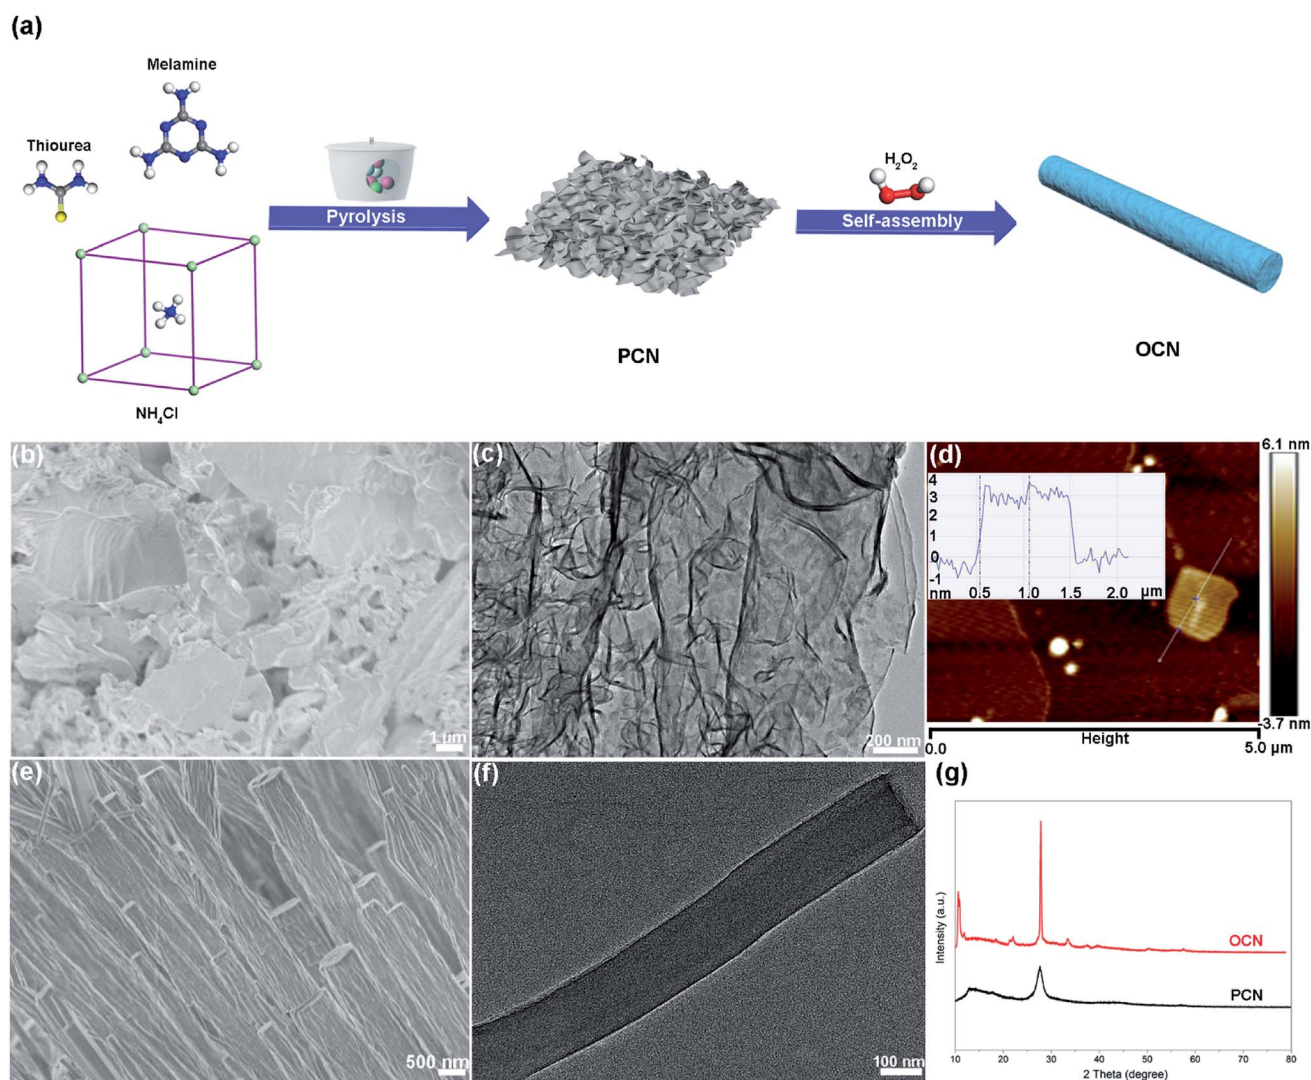 (a)
Melamine
Thiourea
H₂O₂
Pyrolysis
Self-assembly
PCN
OCN
NH₄Cl
(b)
1 μm
(c)
200 nm
(d)
6.1 nm
4
3
2
1
0
-1
nm
0.5
1.0
1.5
2.0
μm
-3.7 nm
0.0
Height
5.0 μm
(e)
500 nm
(f)
100 nm
(g)
Intensity (a.u.)
OCN
PCN
10 20 30 40 50 60 70 80
2 Theta (degree)